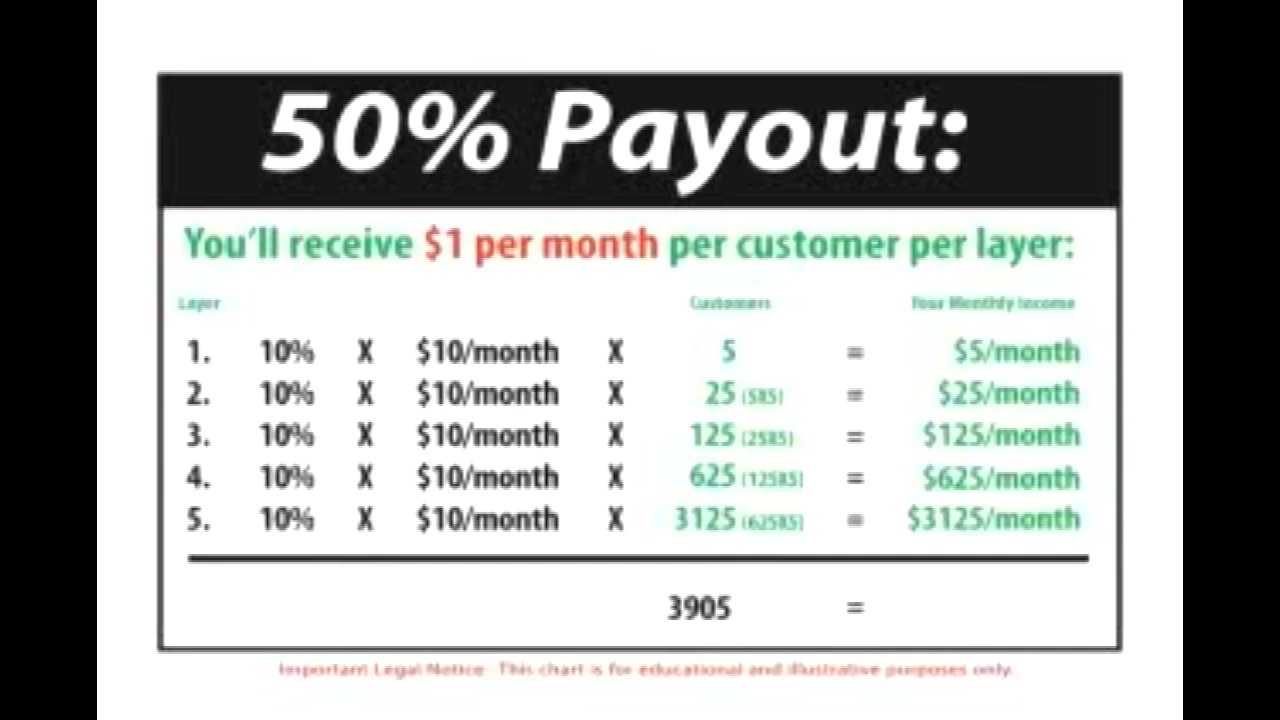 50% Payout:
You'll receive $1 per month per customer per layer:
Layer Customers Your Monthly Income
1. 10% X $10/month X 5 = $5/month
2. 10% X $10/month X 25 (5X5) = $25/month
3. 10% X $10/month X 125 (25X5) = $125/month
4. 10% X $10/month X 625 (125X5) = $625/month
5. 10% X $10/month X 3125 (625X5) = $3125/month
3905 =
Important Legal Notice: This chart is for educational and illustrative purposes only.